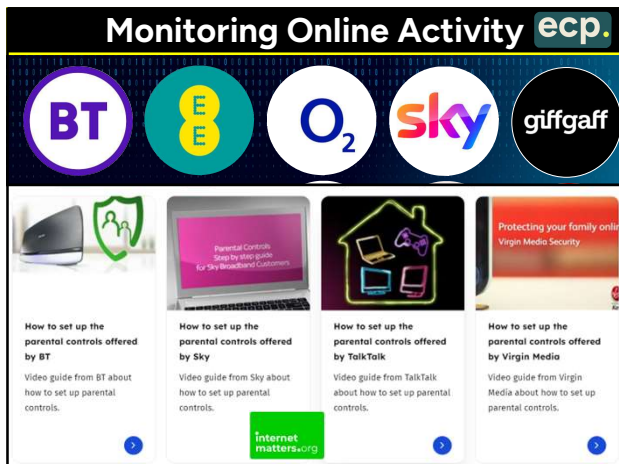 Monitoring Online Activity ecp.
BT
EE
O2
sky
giffgaff
Parental Controls
Step by step guide
for Sky Broadband Customers
Protecting your family onlin
Virgin Media Security
How to set up the
parental controls offered
by BT
Video guide from BT about
how to set up parental
controls.
How to set up the
parental controls offered
by Sky
Video guide from Sky about
how to set up parental
controls.
How to set up the
parental controls offered
by TalkTalk
Video guide from TalkTalk
about how to set up parental
controls.
How to set up the
parental controls offered
by Virgin Media
Video guide from Virgin
Media about how to set up
parental controls.
internet
matters.org